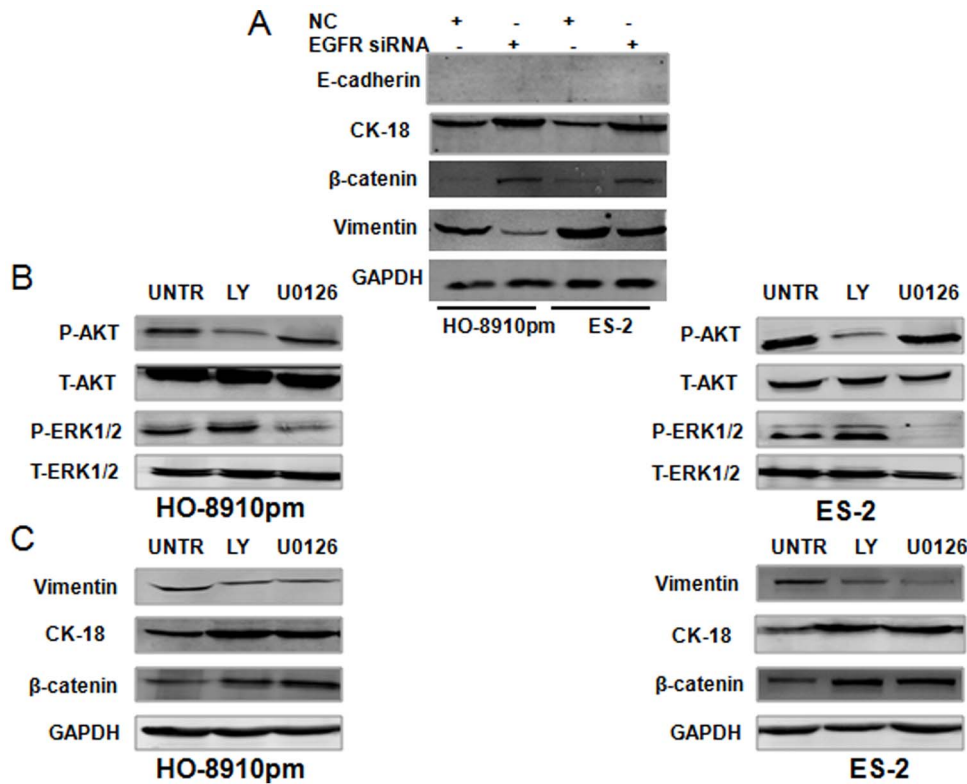 A
NC + - + -
EGFR siRNA - + - +
E-cadherin
CK-18
β-catenin
Vimentin
GAPDH
HO-8910pm ES-2
B
UNTR LY U0126
P-AKT
T-AKT
P-ERK1/2
T-ERK1/2
HO-8910pm
UNTR LY U0126
P-AKT
T-AKT
P-ERK1/2
T-ERK1/2
ES-2
C
UNTR LY U0126
Vimentin
CK-18
β-catenin
GAPDH
HO-8910pm
UNTR LY U0126
Vimentin
CK-18
β-catenin
GAPDH
ES-2